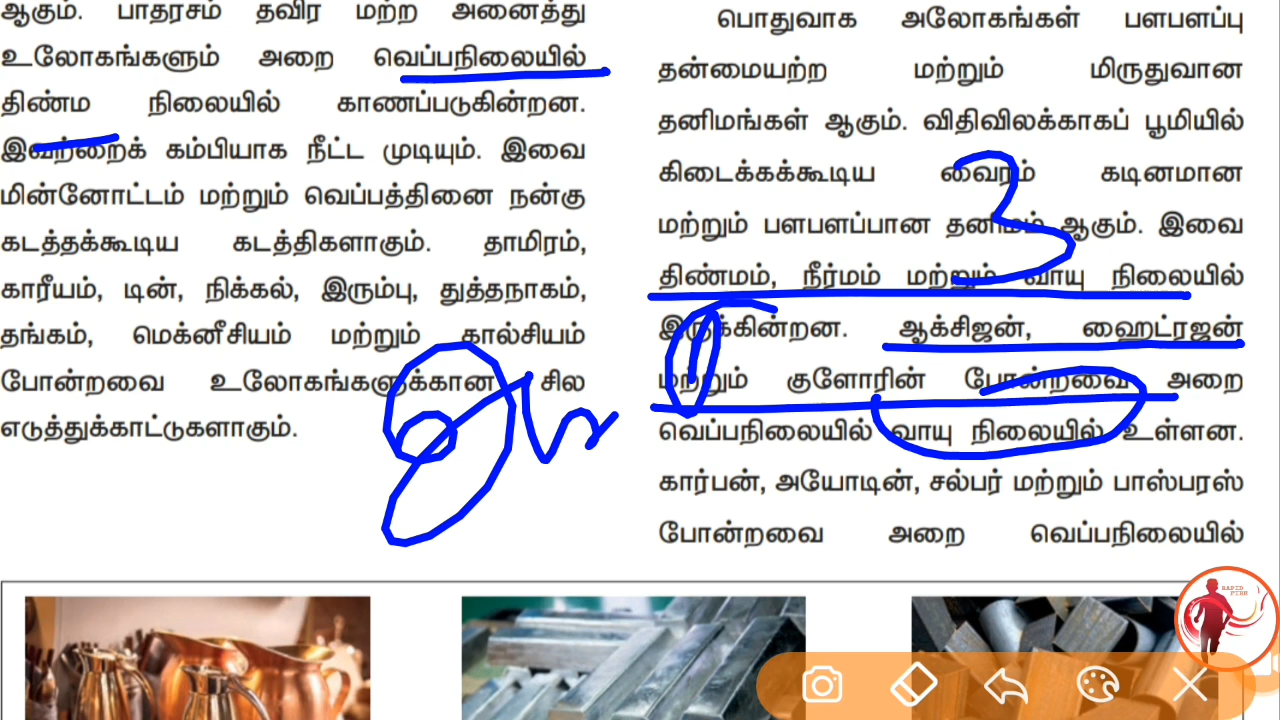 ஆகும். பாதரசம் தவிர மற்ற அனைத்து
உலோகங்களும் அறை வெப்பநிலையில்
திண்ம நிலையில் காணப்படுகின்றன.
இவற்றைக் கம்பியாக நீட்ட முடியும். இவை
மின்னோட்டம் மற்றும் வெப்பத்தினை நன்கு
கடத்தக்கூடிய கடத்திகளாகும். தாமிரம்,
காரீயம், டின், நிக்கல், இரும்பு, துத்தநாகம்,
தங்கம், மெக்னீசியம் மற்றும் கால்சியம்
போன்றவை உலோகங்களுக்கான சில
எடுத்துக்காட்டுகளாகும்.
பொதுவாக அலோகங்கள் பளபளப்பு
தன்மையற்ற மற்றும் மிருதுவான
தனிமங்கள் ஆகும். விதிவிலக்காகப் பூமியில்
கிடைக்கக்கூடிய வைரம் கடினமான
மற்றும் பளபளப்பான தனிமம் ஆகும். இவை
திண்மம், நீர்மம் மற்றும் வாயு நிலையில்
இருக்கின்றன. ஆக்சிஜன், ஹைட்ரஜன்
மற்றும் குளோரின் போன்றவை அறை
வெப்பநிலையில் வாயு நிலையில் உள்ளன.
கார்பன், அயோடின், சல்பர் மற்றும் பாஸ்பரஸ்
போன்றவை அறை வெப்பநிலையில்
3
RAPID
FIRE